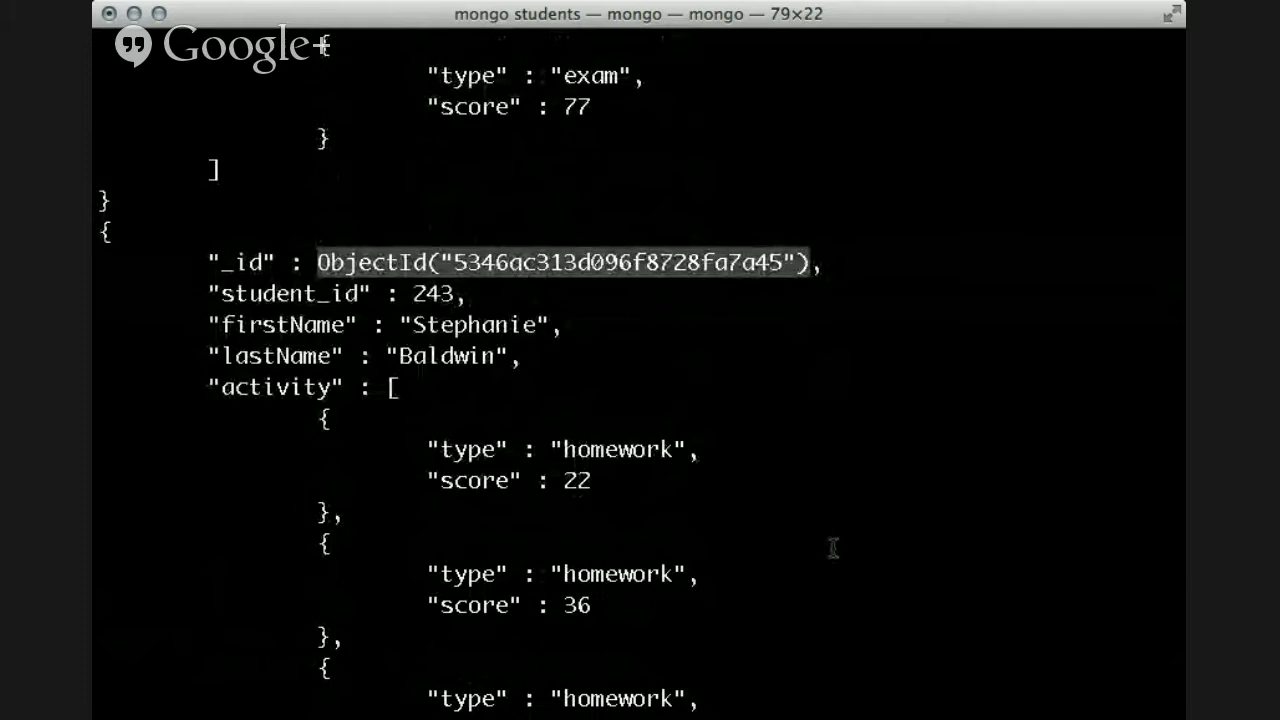 mongo students — mongo — mongo — 79×22
Google+
{
"type" : "exam",
"score" : 77
}
]
}
{
"_id" : ObjectId("5346ac313d096f8728fa7a45"),
"student_id" : 243,
"firstName" : "Stephanie",
"lastName" : "Baldwin",
"activity" : [
{
"type" : "homework",
"score" : 22
},
{
"type" : "homework",
"score" : 36
},
{
"type" : "homework",